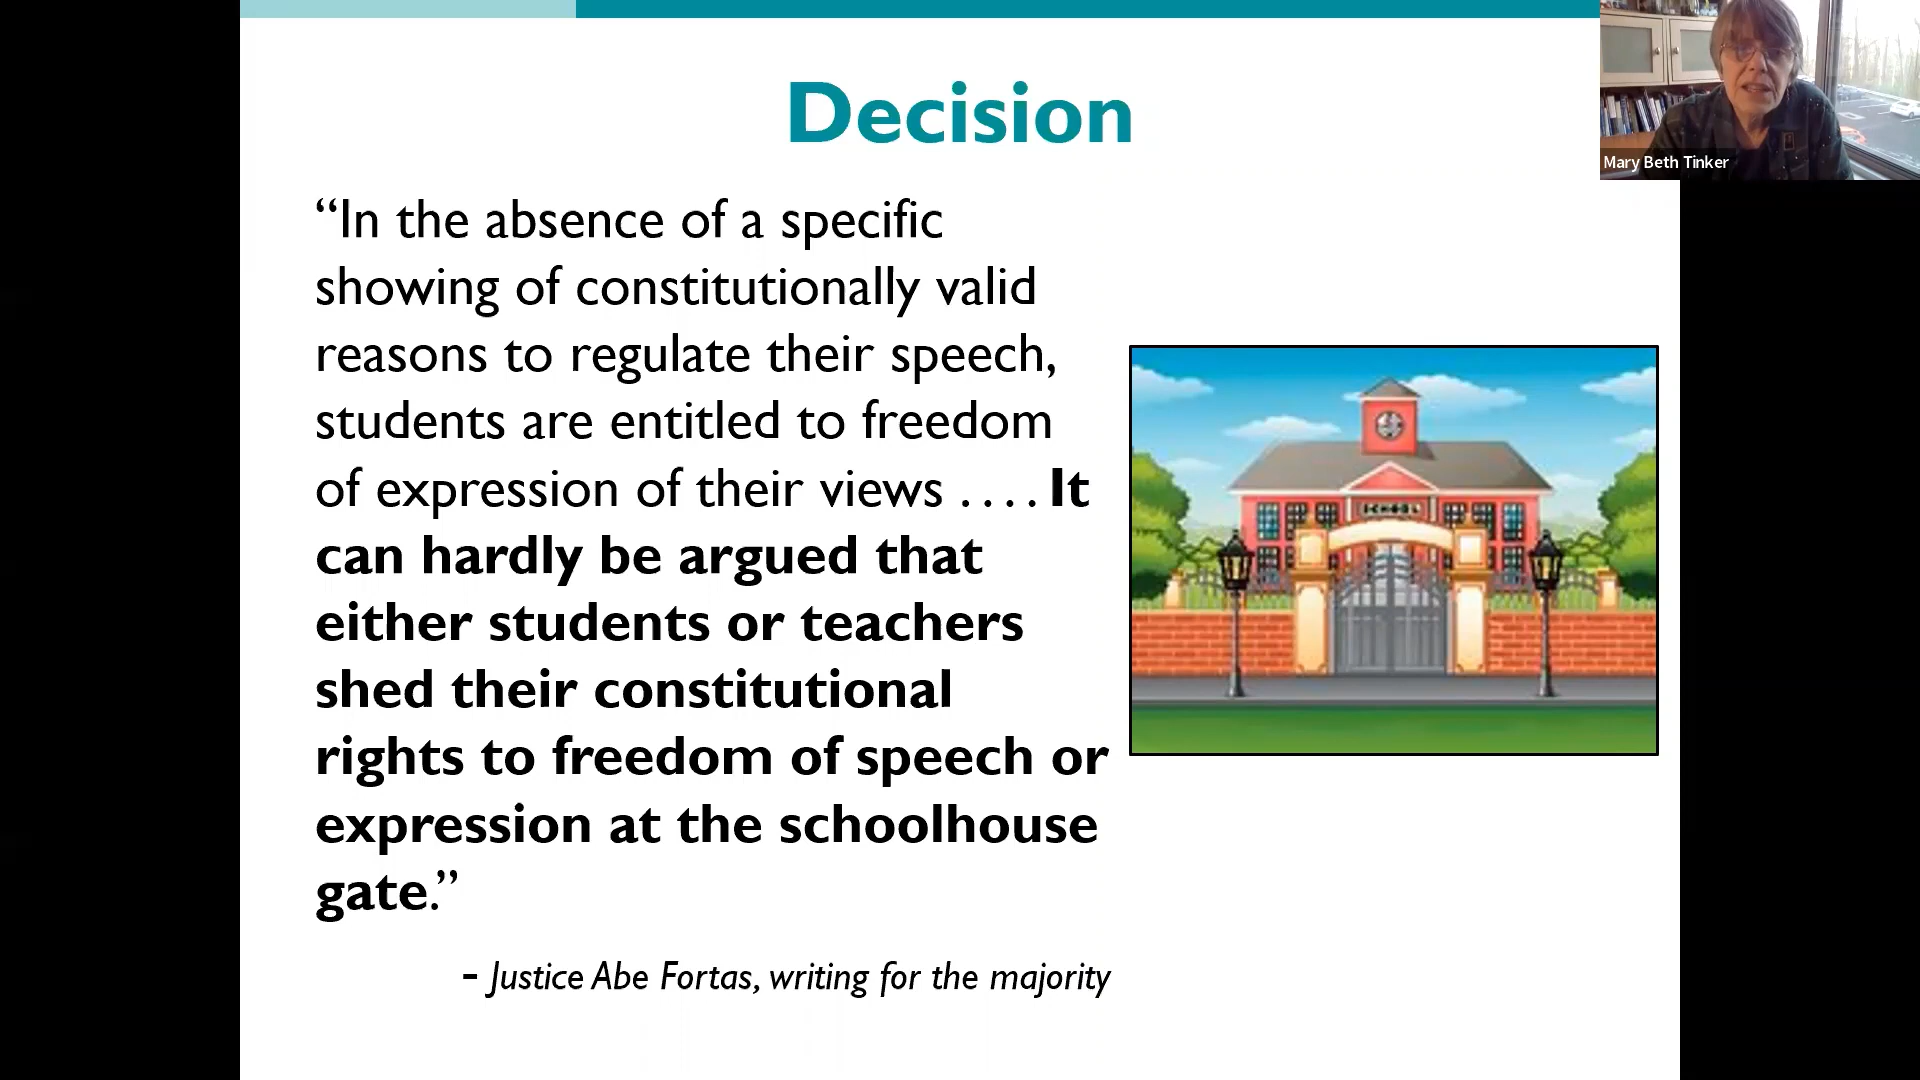 Decision
Mary Beth Tinker
“In the absence of a specific
showing of constitutionally valid
reasons to regulate their speech,
students are entitled to freedom
of expression of their views . . . . It
can hardly be argued that
either students or teachers
shed their constitutional
rights to freedom of speech or
expression at the schoolhouse
gate.”
- Justice Abe Fortas, writing for the majority
SCHOOL